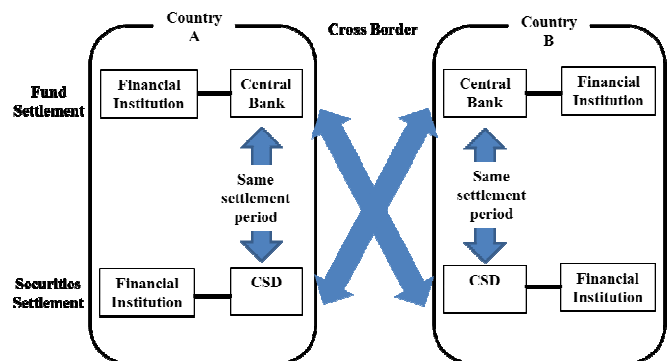 Country
A
Cross Border
Country
B
Fund
Settlement
Financial
Institution
Central
Bank
Central
Bank
Financial
Institution
Same
settlement
period
Same
settlement
period
Securities
Settlement
Financial
Institution
CSD
CSD
Financial
Institution